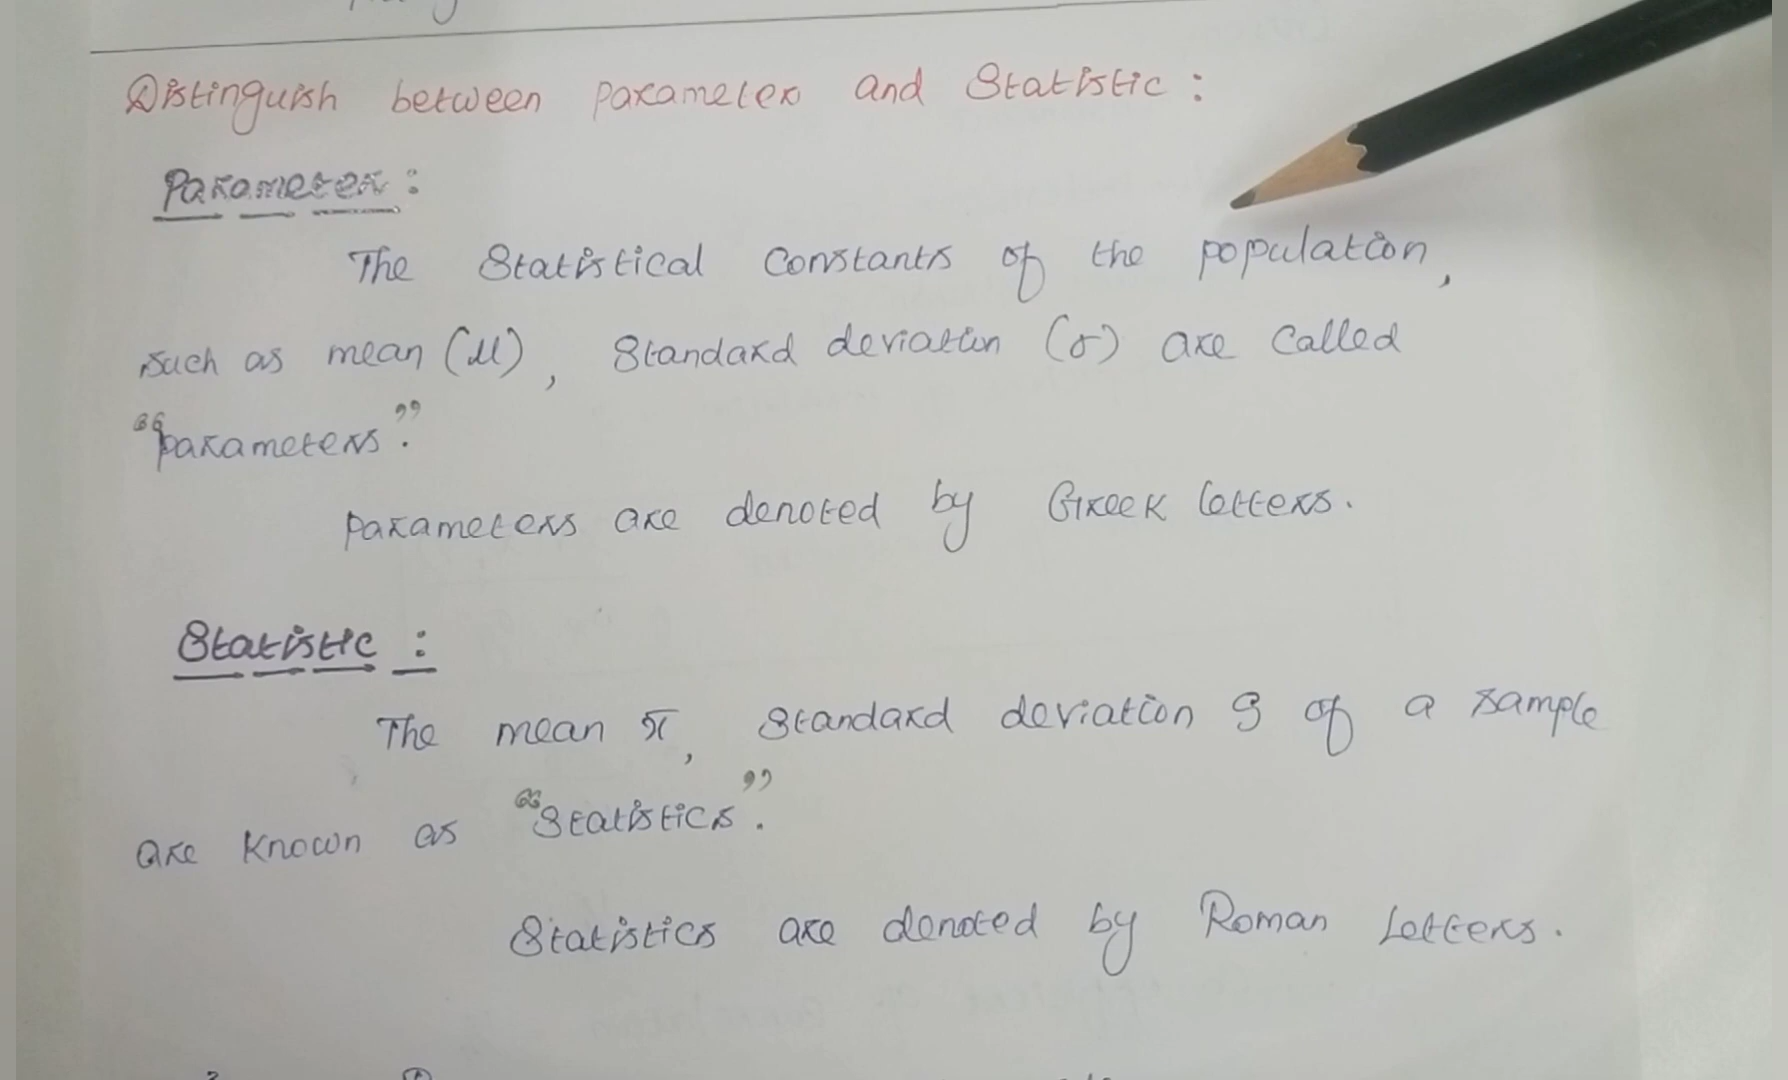 Distinguish between parameter and Statistic :
Parameter :
The Statistical Constants of the population,
such as mean (μ), Standard deviation (σ) are Called
"parameters".
parameters are denoted by Greek letters.
Statistic :
The mean x̄, Standard deviation S of a sample
are known as "Statistics".
Statistics are denoted by Roman Letters.